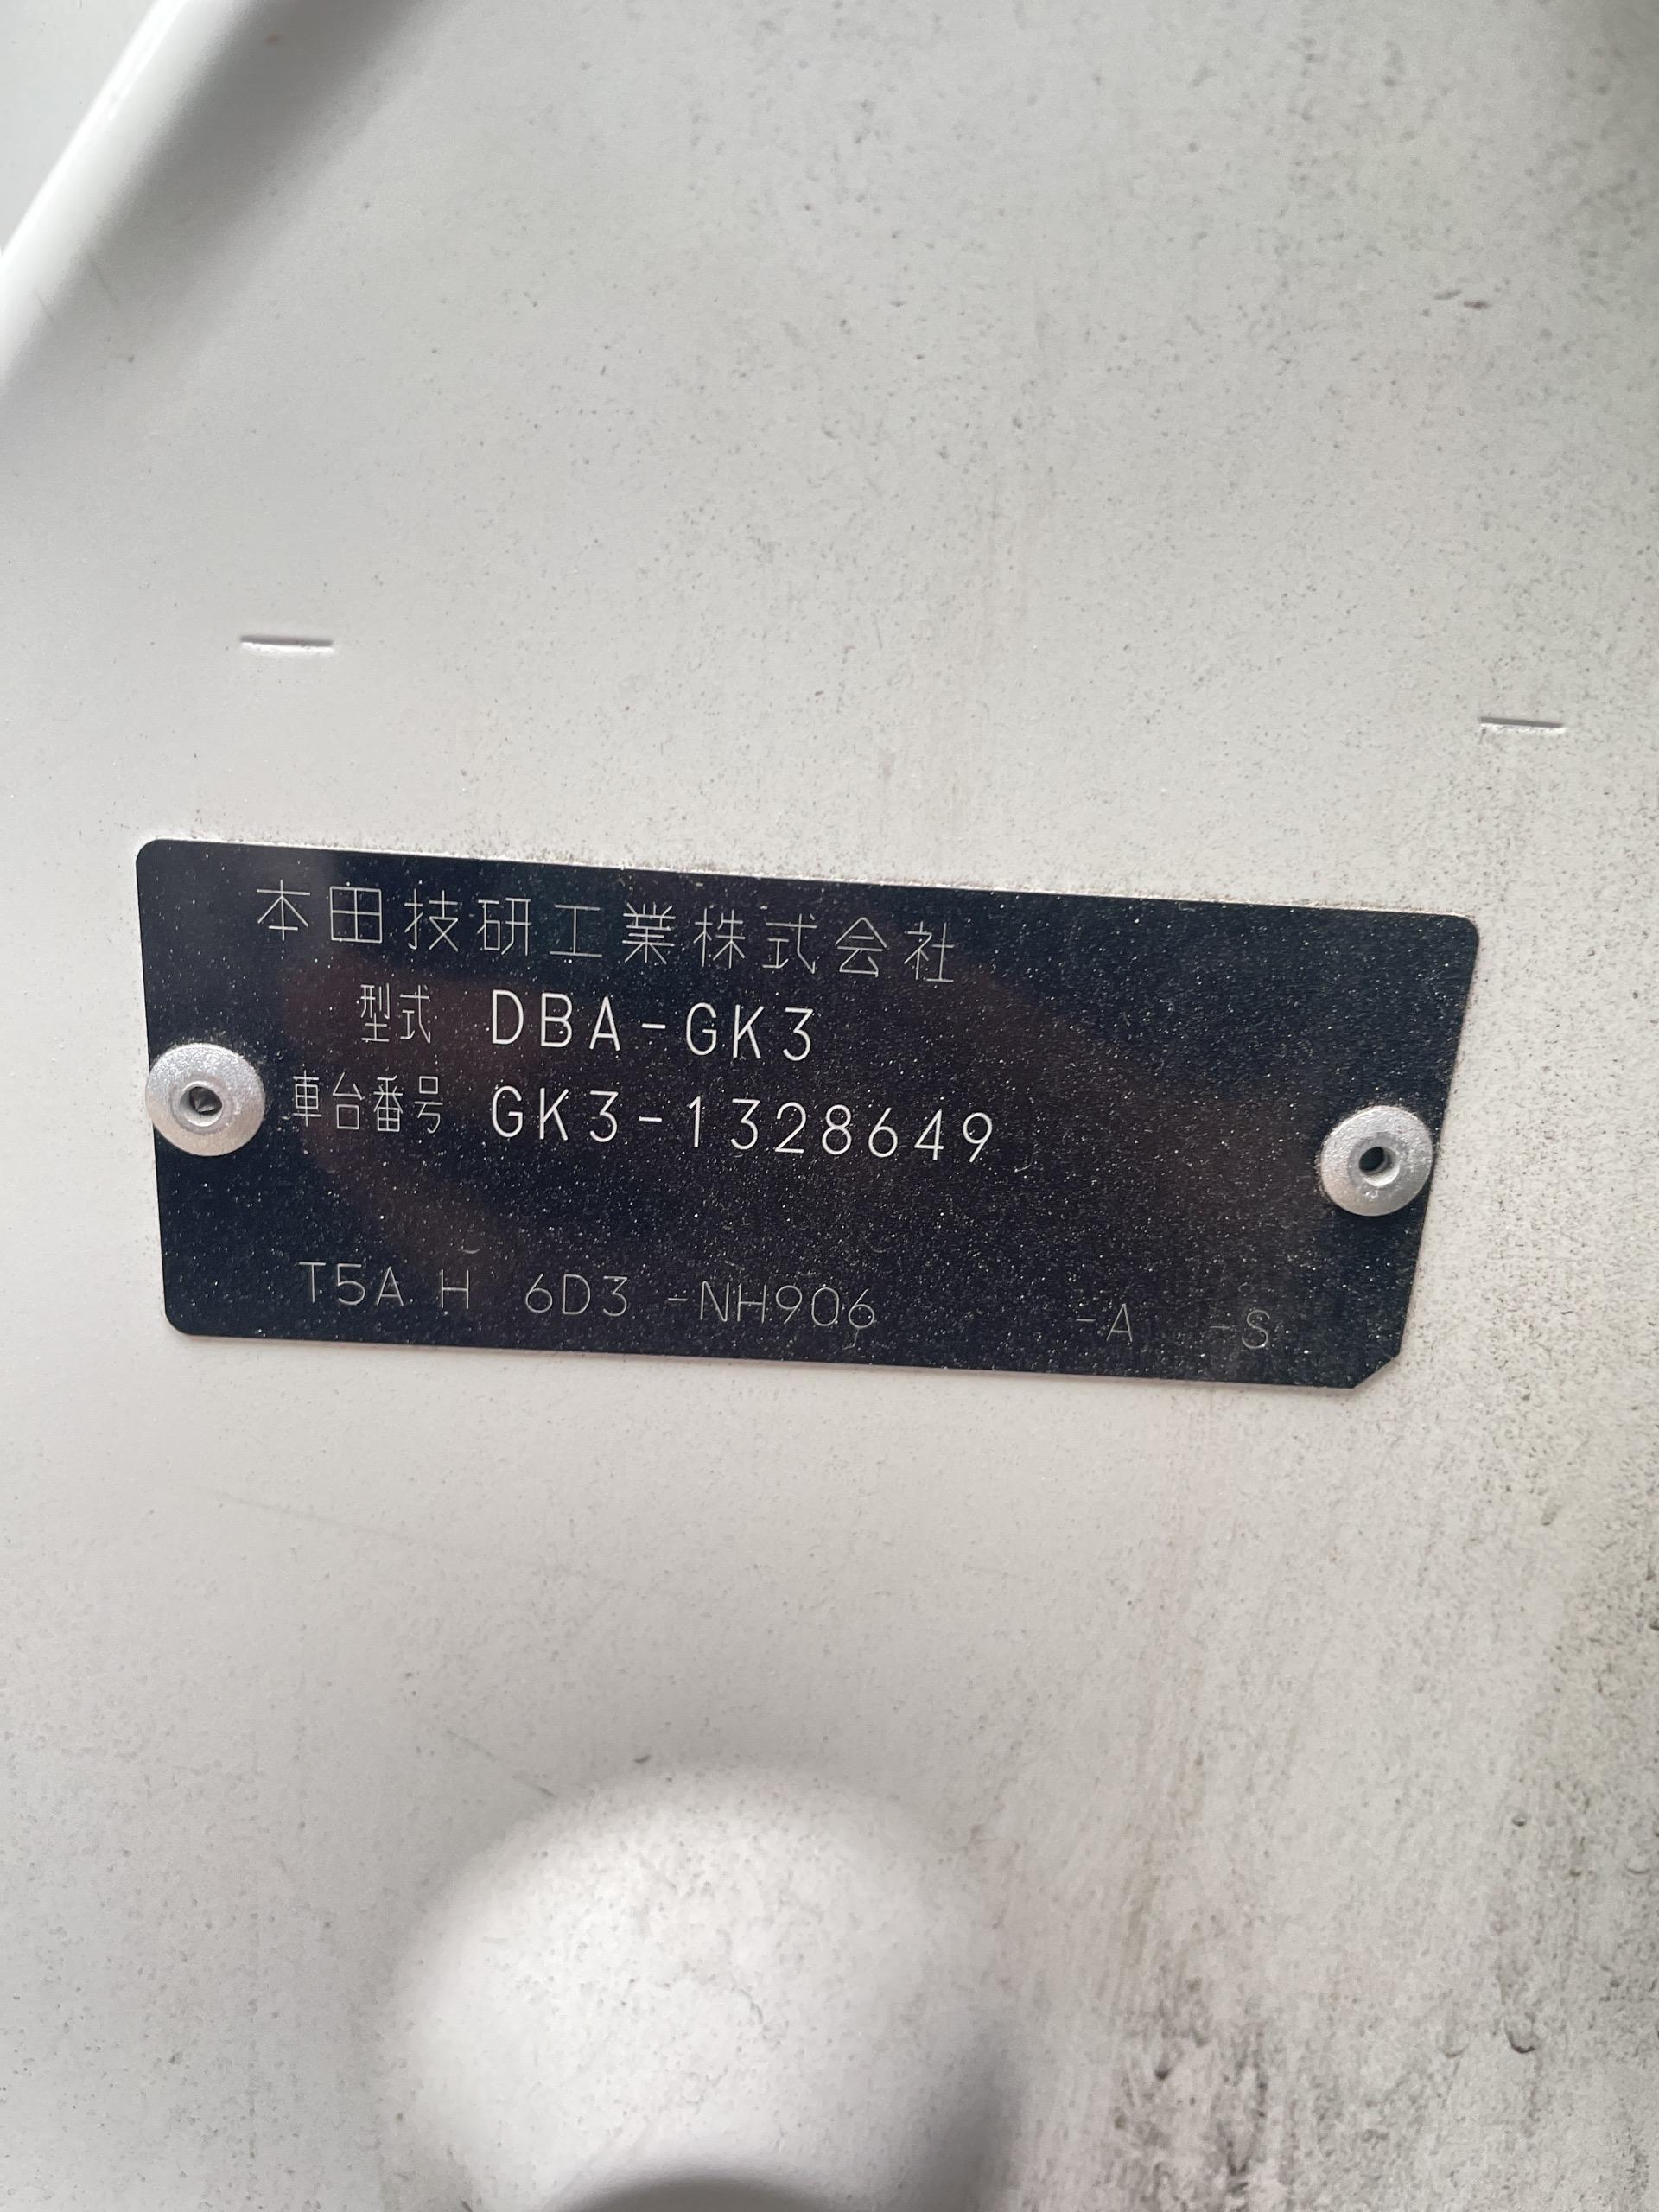 本田技研工業株式会社
型式 DBA-GK3
車台番号 GK3-1328649
T5A H 6D3 -NH906 -A -S